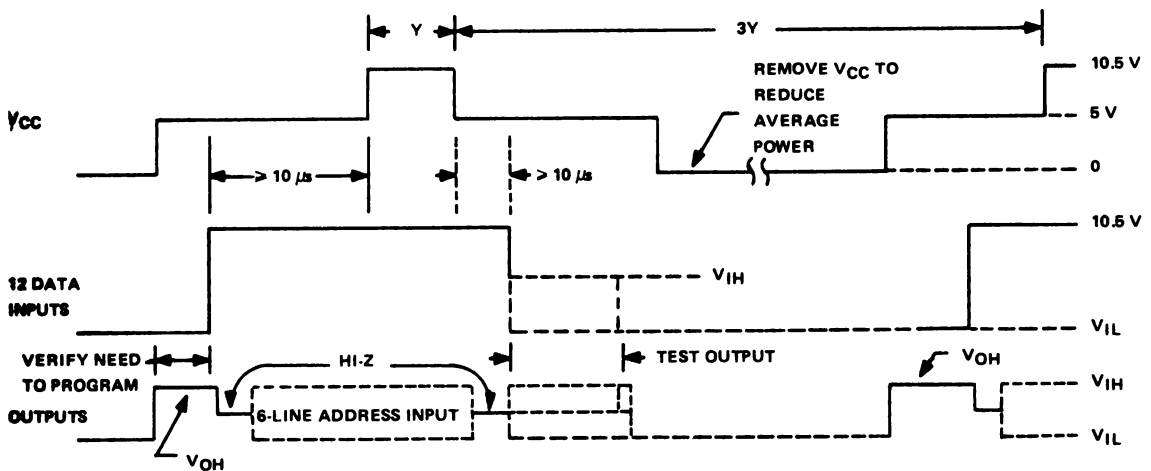 Y
3Y
VCC
REMOVE VCC TO
REDUCE
AVERAGE
POWER
10.5 V
5 V
0
≥ 10 μs
> 10 μs
12 DATA
INPUTS
VIH
10.5 V
VIL
VERIFY NEED
TO PROGRAM
HI-Z
TEST OUTPUT
VOH
OUTPUTS
6-LINE ADDRESS INPUT
VIH
VIL
VOH